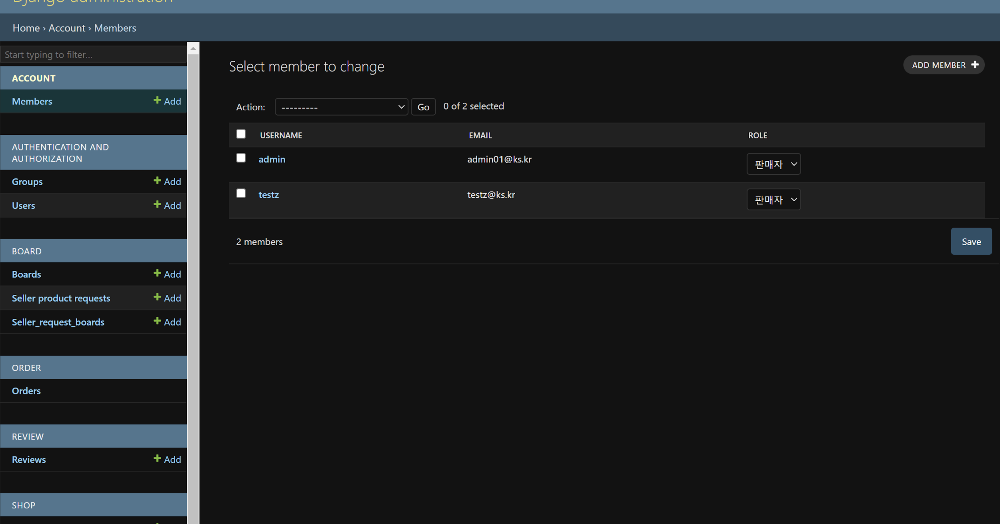 Django administration
Home › Account › Members
Start typing to filter...
ACCOUNT
Members + Add
AUTHENTICATION AND
AUTHORIZATION
Groups + Add
Users + Add
BOARD
Boards + Add
Seller product requests + Add
Seller_request_boards + Add
ORDER
Orders
REVIEW
Reviews + Add
SHOP
Select member to change
ADD MEMBER +
Action: --------- Go 0 of 2 selected
USERNAME EMAIL ROLE
admin admin01@ks.kr 판매자
testz testz@ks.kr 판매자
2 members
Save